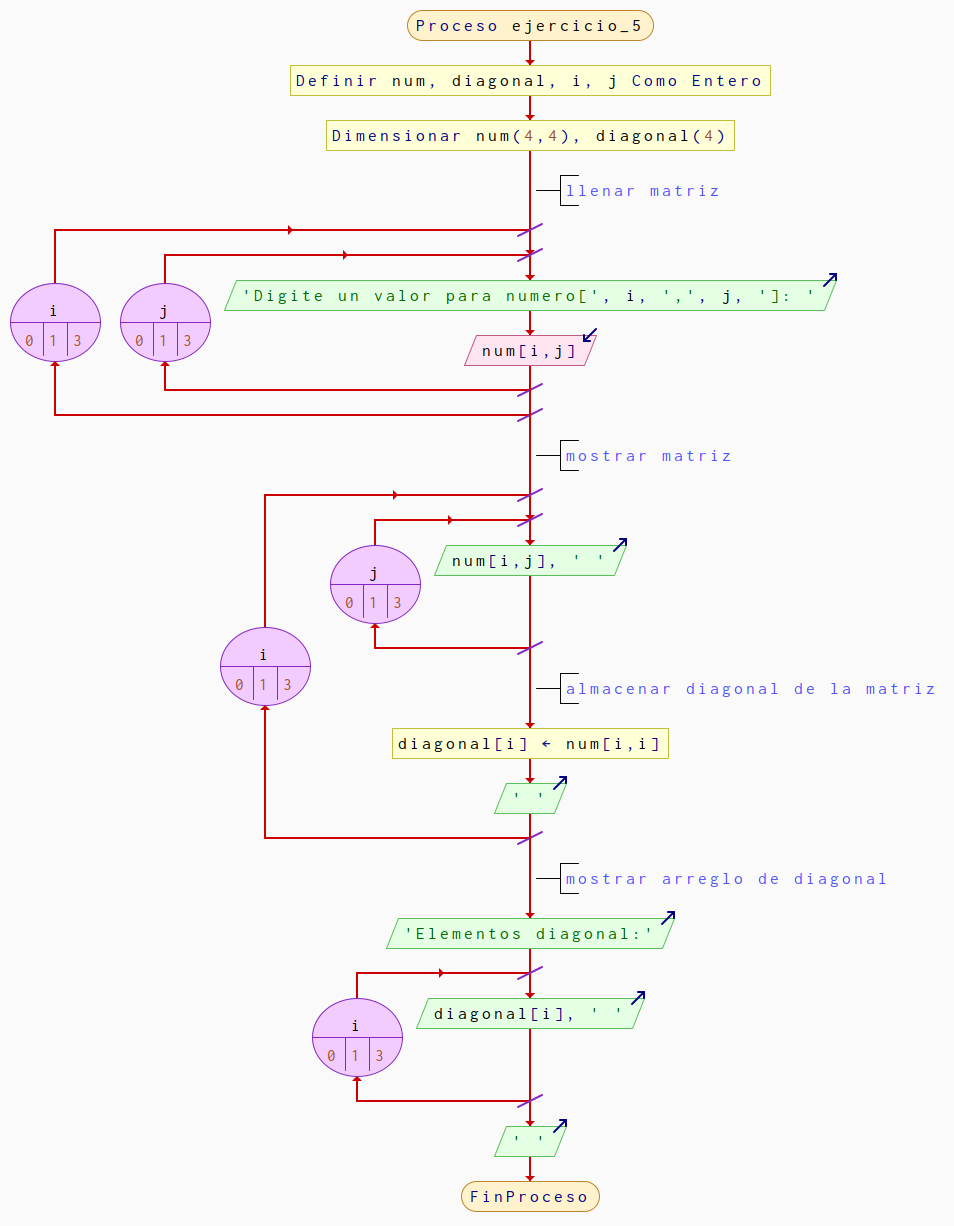 Proceso ejercicio_5
Definir num, diagonal, i, j Como Entero
Dimensionar num(4,4), diagonal(4)
llenar matriz
'Digite un valor para numero[', i, ',', j, ']: '
i
0 1 3
j
0 1 3
num[i,j]
mostrar matriz
num[i,j], ' '
j
0 1 3
i
0 1 3
almacenar diagonal de la matriz
diagonal[i] ← num[i,i]
' '
mostrar arreglo de diagonal
'Elementos diagonal:'
diagonal[i], ' '
i
0 1 3
' '
FinProceso